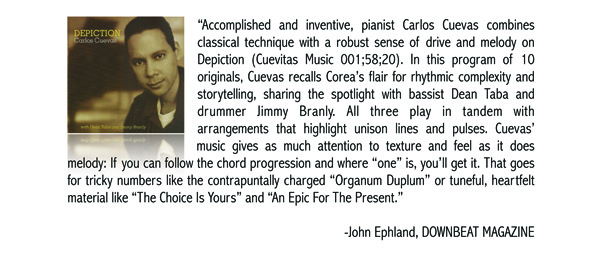 DEPICTION
Carlos Cuevas
with Dean Taba and Jimmy Branly
“Accomplished and inventive, pianist Carlos Cuevas combines
classical technique with a robust sense of drive and melody on
Depiction (Cuevitas Music 001;58;20). In this program of 10
originals, Cuevas recalls Corea’s flair for rhythmic complexity and
storytelling, sharing the spotlight with bassist Dean Taba and
drummer Jimmy Branly. All three play in tandem with
arrangements that highlight unison lines and pulses. Cuevas’
music gives as much attention to texture and feel as it does
melody: If you can follow the chord progression and where “one” is, you’ll get it. That goes
for tricky numbers like the contrapuntally charged “Organum Duplum” or tuneful, heartfelt
material like “The Choice Is Yours” and “An Epic For The Present.”
-John Ephland, DOWNBEAT MAGAZINE